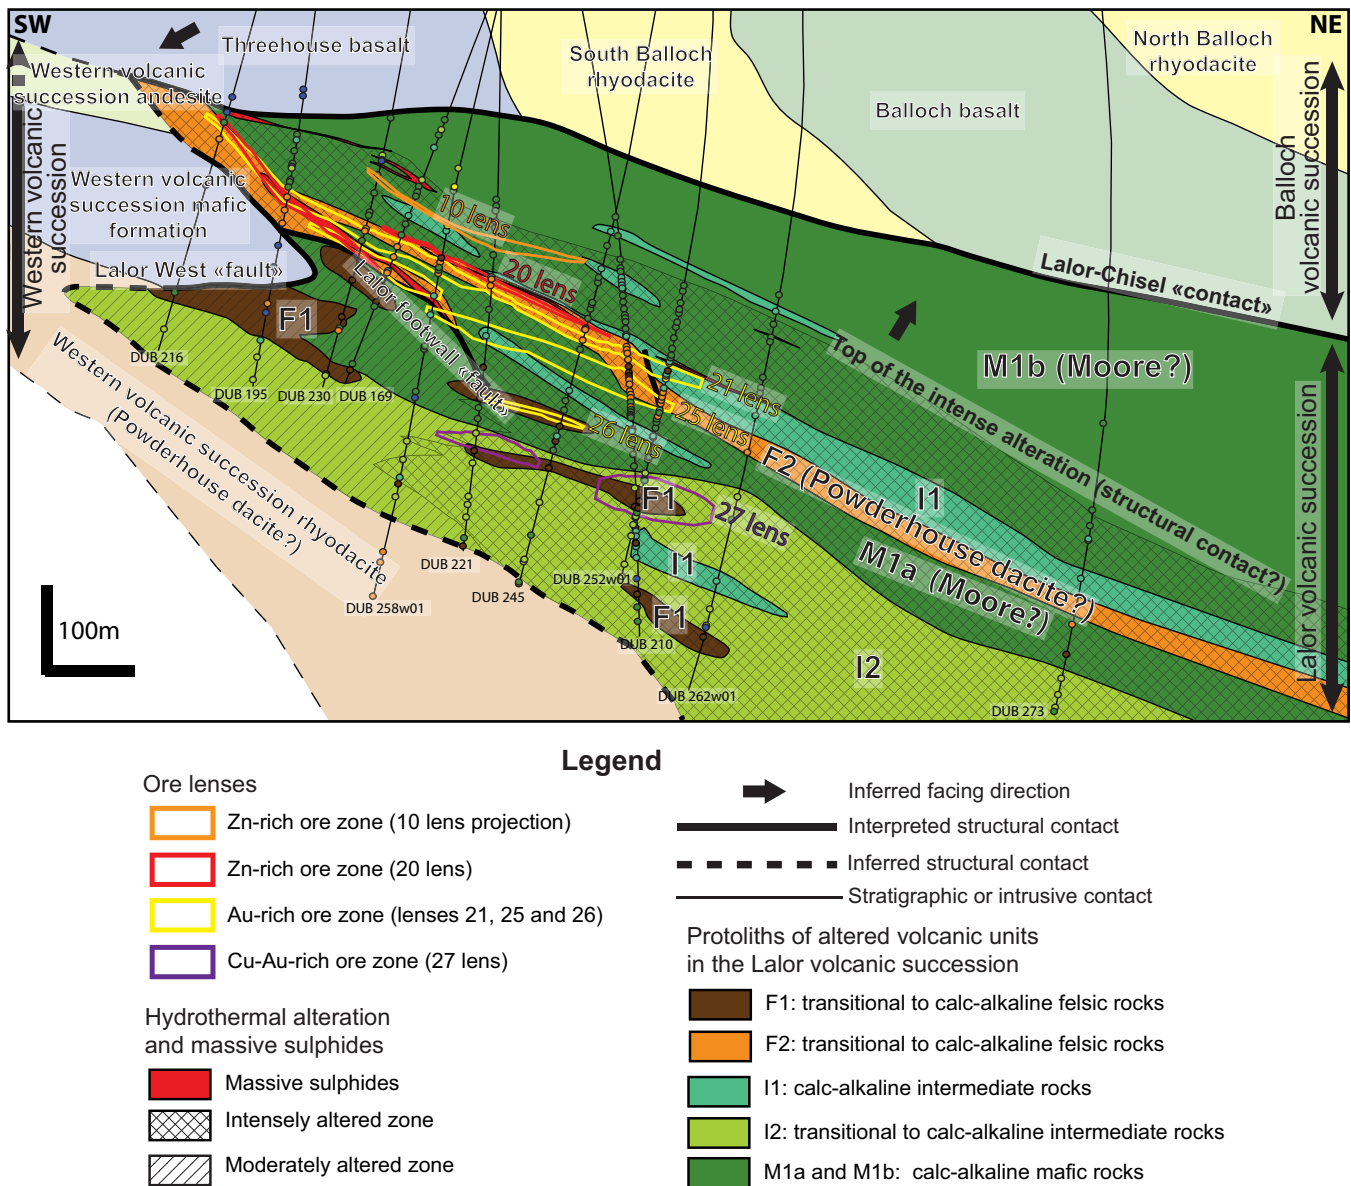 SW
NE
Threehouse basalt
South Balloch
rhyodacite
North Balloch
rhyodacite
Balloch basalt
Western volcanic
succession andesite
Western volcanic
succession
Western volcanic
succession mafic
formation
Lalor West «fault»
Balloch
volcanic succession
Lalor-Chisel «contact»
10 lens
20 lens
Lalor footwall «fault»
F1
M1b (Moore?)
Top of the intense alteration (structural contact?)
21 lens
25 lens
26 lens
DUB 216
DUB 195
DUB 230
DUB 169
Western volcanic succession rhyodacite
(Powderhouse dacite?)
F2 (Powderhouse dacite?)
I1
M1a (Moore?)
Lalor volcanic succession
F1
27 lens
I1
F1
I2
DUB 221
DUB 245
DUB 252w01
DUB 258w01
DUB 210
DUB 262w01
DUB 273
100m
Legend
Ore lenses
Zn-rich ore zone (10 lens projection)
Zn-rich ore zone (20 lens)
Au-rich ore zone (lenses 21, 25 and 26)
Cu-Au-rich ore zone (27 lens)
Hydrothermal alteration
and massive sulphides
Massive sulphides
Intensely altered zone
Moderately altered zone
Inferred facing direction
Interpreted structural contact
Inferred structural contact
Stratigraphic or intrusive contact
Protoliths of altered volcanic units
in the Lalor volcanic succession
F1: transitional to calc-alkaline felsic rocks
F2: transitional to calc-alkaline felsic rocks
I1: calc-alkaline intermediate rocks
I2: transitional to calc-alkaline intermediate rocks
M1a and M1b: calc-alkaline mafic rocks